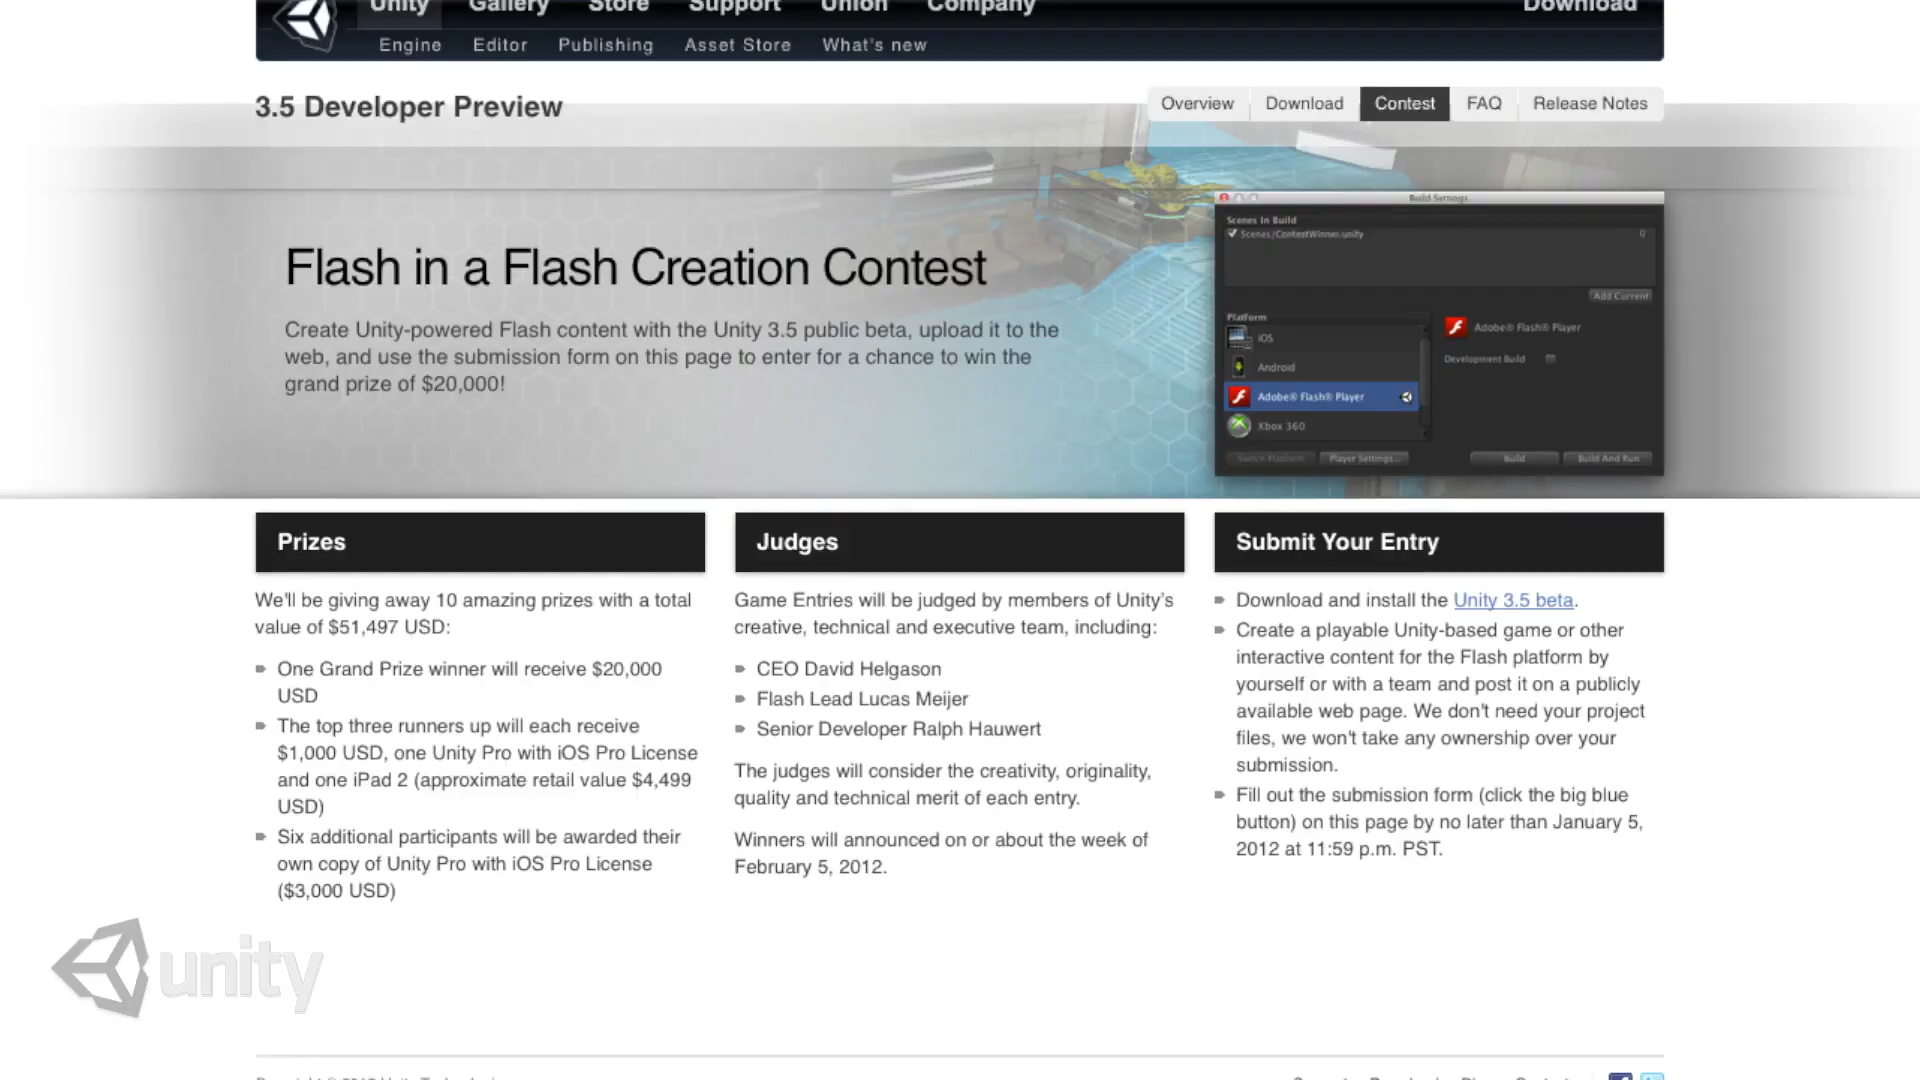 Unity Gallery Store Support Union Company Download
Engine Editor Publishing Asset Store What's new
3.5 Developer Preview
Overview Download Contest FAQ Release Notes
Flash in a Flash Creation Contest
Create Unity-powered Flash content with the Unity 3.5 public beta, upload it to the
web, and use the submission form on this page to enter for a chance to win the
grand prize of $20,000!
Build Settings
Scenes In Build
Scenes/ContestWinner.unity 0
Add Current
Platform
iOS
Android
Adobe® Flash® Player
Xbox 360
Adobe® Flash® Player
Development Build
Switch Platform Player Settings... Build Build And Run
Prizes
We'll be giving away 10 amazing prizes with a total
value of $51,497 USD:
One Grand Prize winner will receive $20,000
USD
The top three runners up will each receive
$1,000 USD, one Unity Pro with iOS Pro License
and one iPad 2 (approximate retail value $4,499
USD)
Six additional participants will be awarded their
own copy of Unity Pro with iOS Pro License
($3,000 USD)
Judges
Game Entries will be judged by members of Unity's
creative, technical and executive team, including:
CEO David Helgason
Flash Lead Lucas Meijer
Senior Developer Ralph Hauwert
The judges will consider the creativity, originality,
quality and technical merit of each entry.
Winners will announced on or about the week of
February 5, 2012.
Submit Your Entry
Download and install the Unity 3.5 beta.
Create a playable Unity-based game or other
interactive content for the Flash platform by
yourself or with a team and post it on a publicly
available web page. We don't need your project
files, we won't take any ownership over your
submission.
Fill out the submission form (click the big blue
button) on this page by no later than January 5,
2012 at 11:59 p.m. PST.
unity